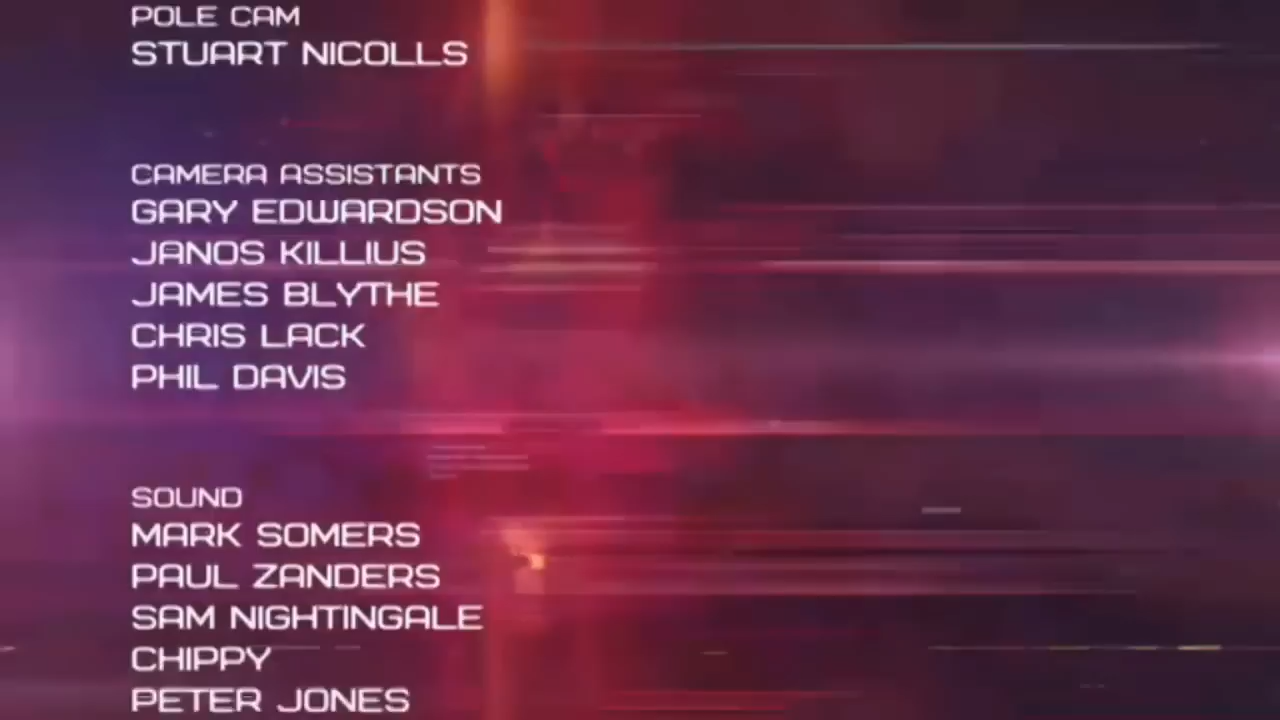 POLE CAM
STUART NICOLLS
CAMERA ASSISTANTS
GARY EDWARDSON
JANOS KILLIUS
JAMES BLYTHE
CHRIS LACK
PHIL DAVIS
SOUND
MARK SOMERS
PAUL ZANDERS
SAM NIGHTINGALE
CHIPPY
PETER JONES